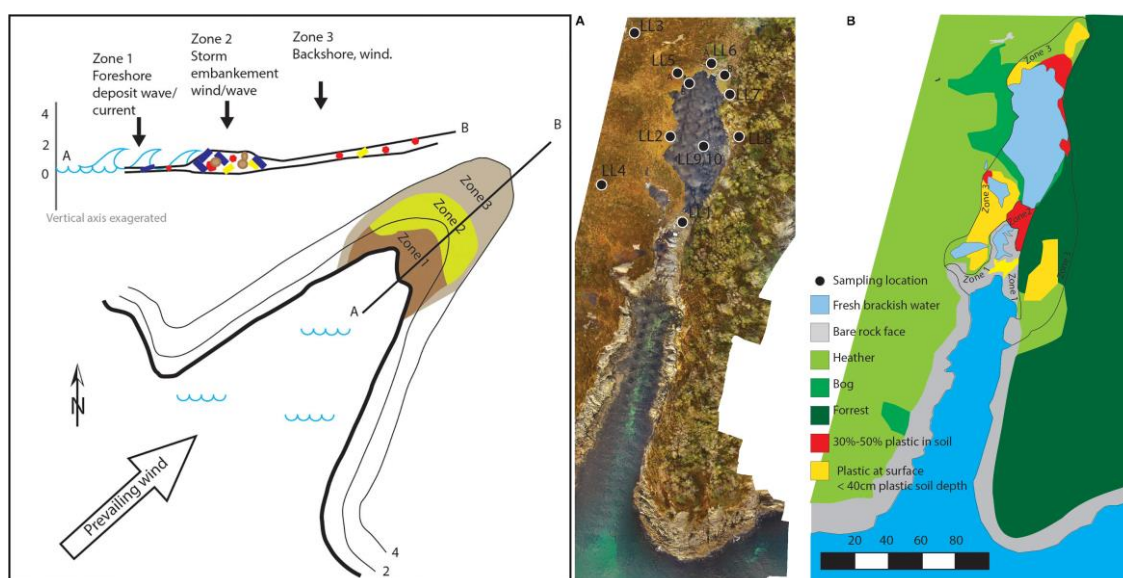 Zone 1
Foreshore
deposit wave/
current
Zone 2
Storm
embankment
wind/wave
Zone 3
Backshore, wind.
4
2
0
A
B
Vertical axis exagerated
B
Zone 3
Zone 2
Zone 1
A
N
Prevailing wind
4
2
A
LL3
LL6
A
LL5
B
LL7
LL2
LL8
LL9/10
LL4
LL1
B
Zone 3
Zone 3
Zone 2
Zone 1
Zone 1
Sampling location
Fresh brackish water
Bare rock face
Heather
Bog
Forrest
30%-50% plastic in soil
Plastic at surface
< 40cm plastic soil depth
20 40 60 80